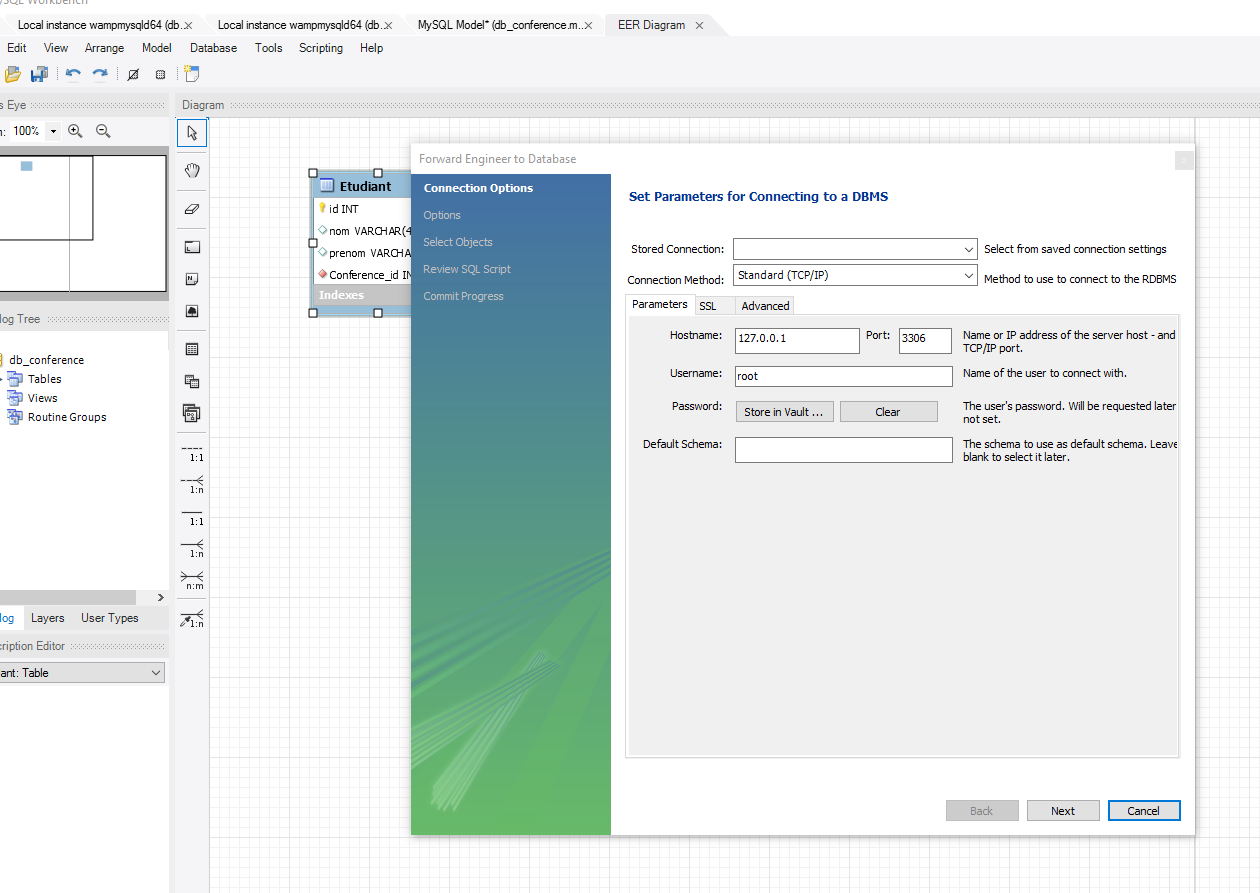 Local instance wampmysqld64 (db.
Local instance wampmysqld64 (db.
MySQL Model* (db_conference.m...
EER Diagram
Edit View Arrange Model Database Tools Scripting Help
Eye
Diagram
100%
Etudiant
id INT
nom VARCHAR(4
prenom VARCHA
Conference_id IN
Indexes
Tree
db_conference
Tables
Views
Routine Groups
Layers User Types
Editor
Table
1:1
1:n
1:1
1:n
n:m
1:n
Forward Engineer to Database
Connection Options
Options
Select Objects
Review SQL Script
Commit Progress
Set Parameters for Connecting to a DBMS
Stored Connection: Select from saved connection settings
Connection Method: Standard (TCP/IP) Method to use to connect to the RDBMS
Parameters SSL Advanced
Hostname: 127.0.0.1 Port: 3306 Name or IP address of the server host - and
TCP/IP port.
Username: root Name of the user to connect with.
Password: Store in Vault ... Clear The user's password. Will be requested later
not set.
Default Schema: The schema to use as default schema. Leave
blank to select it later.
Back Next Cancel